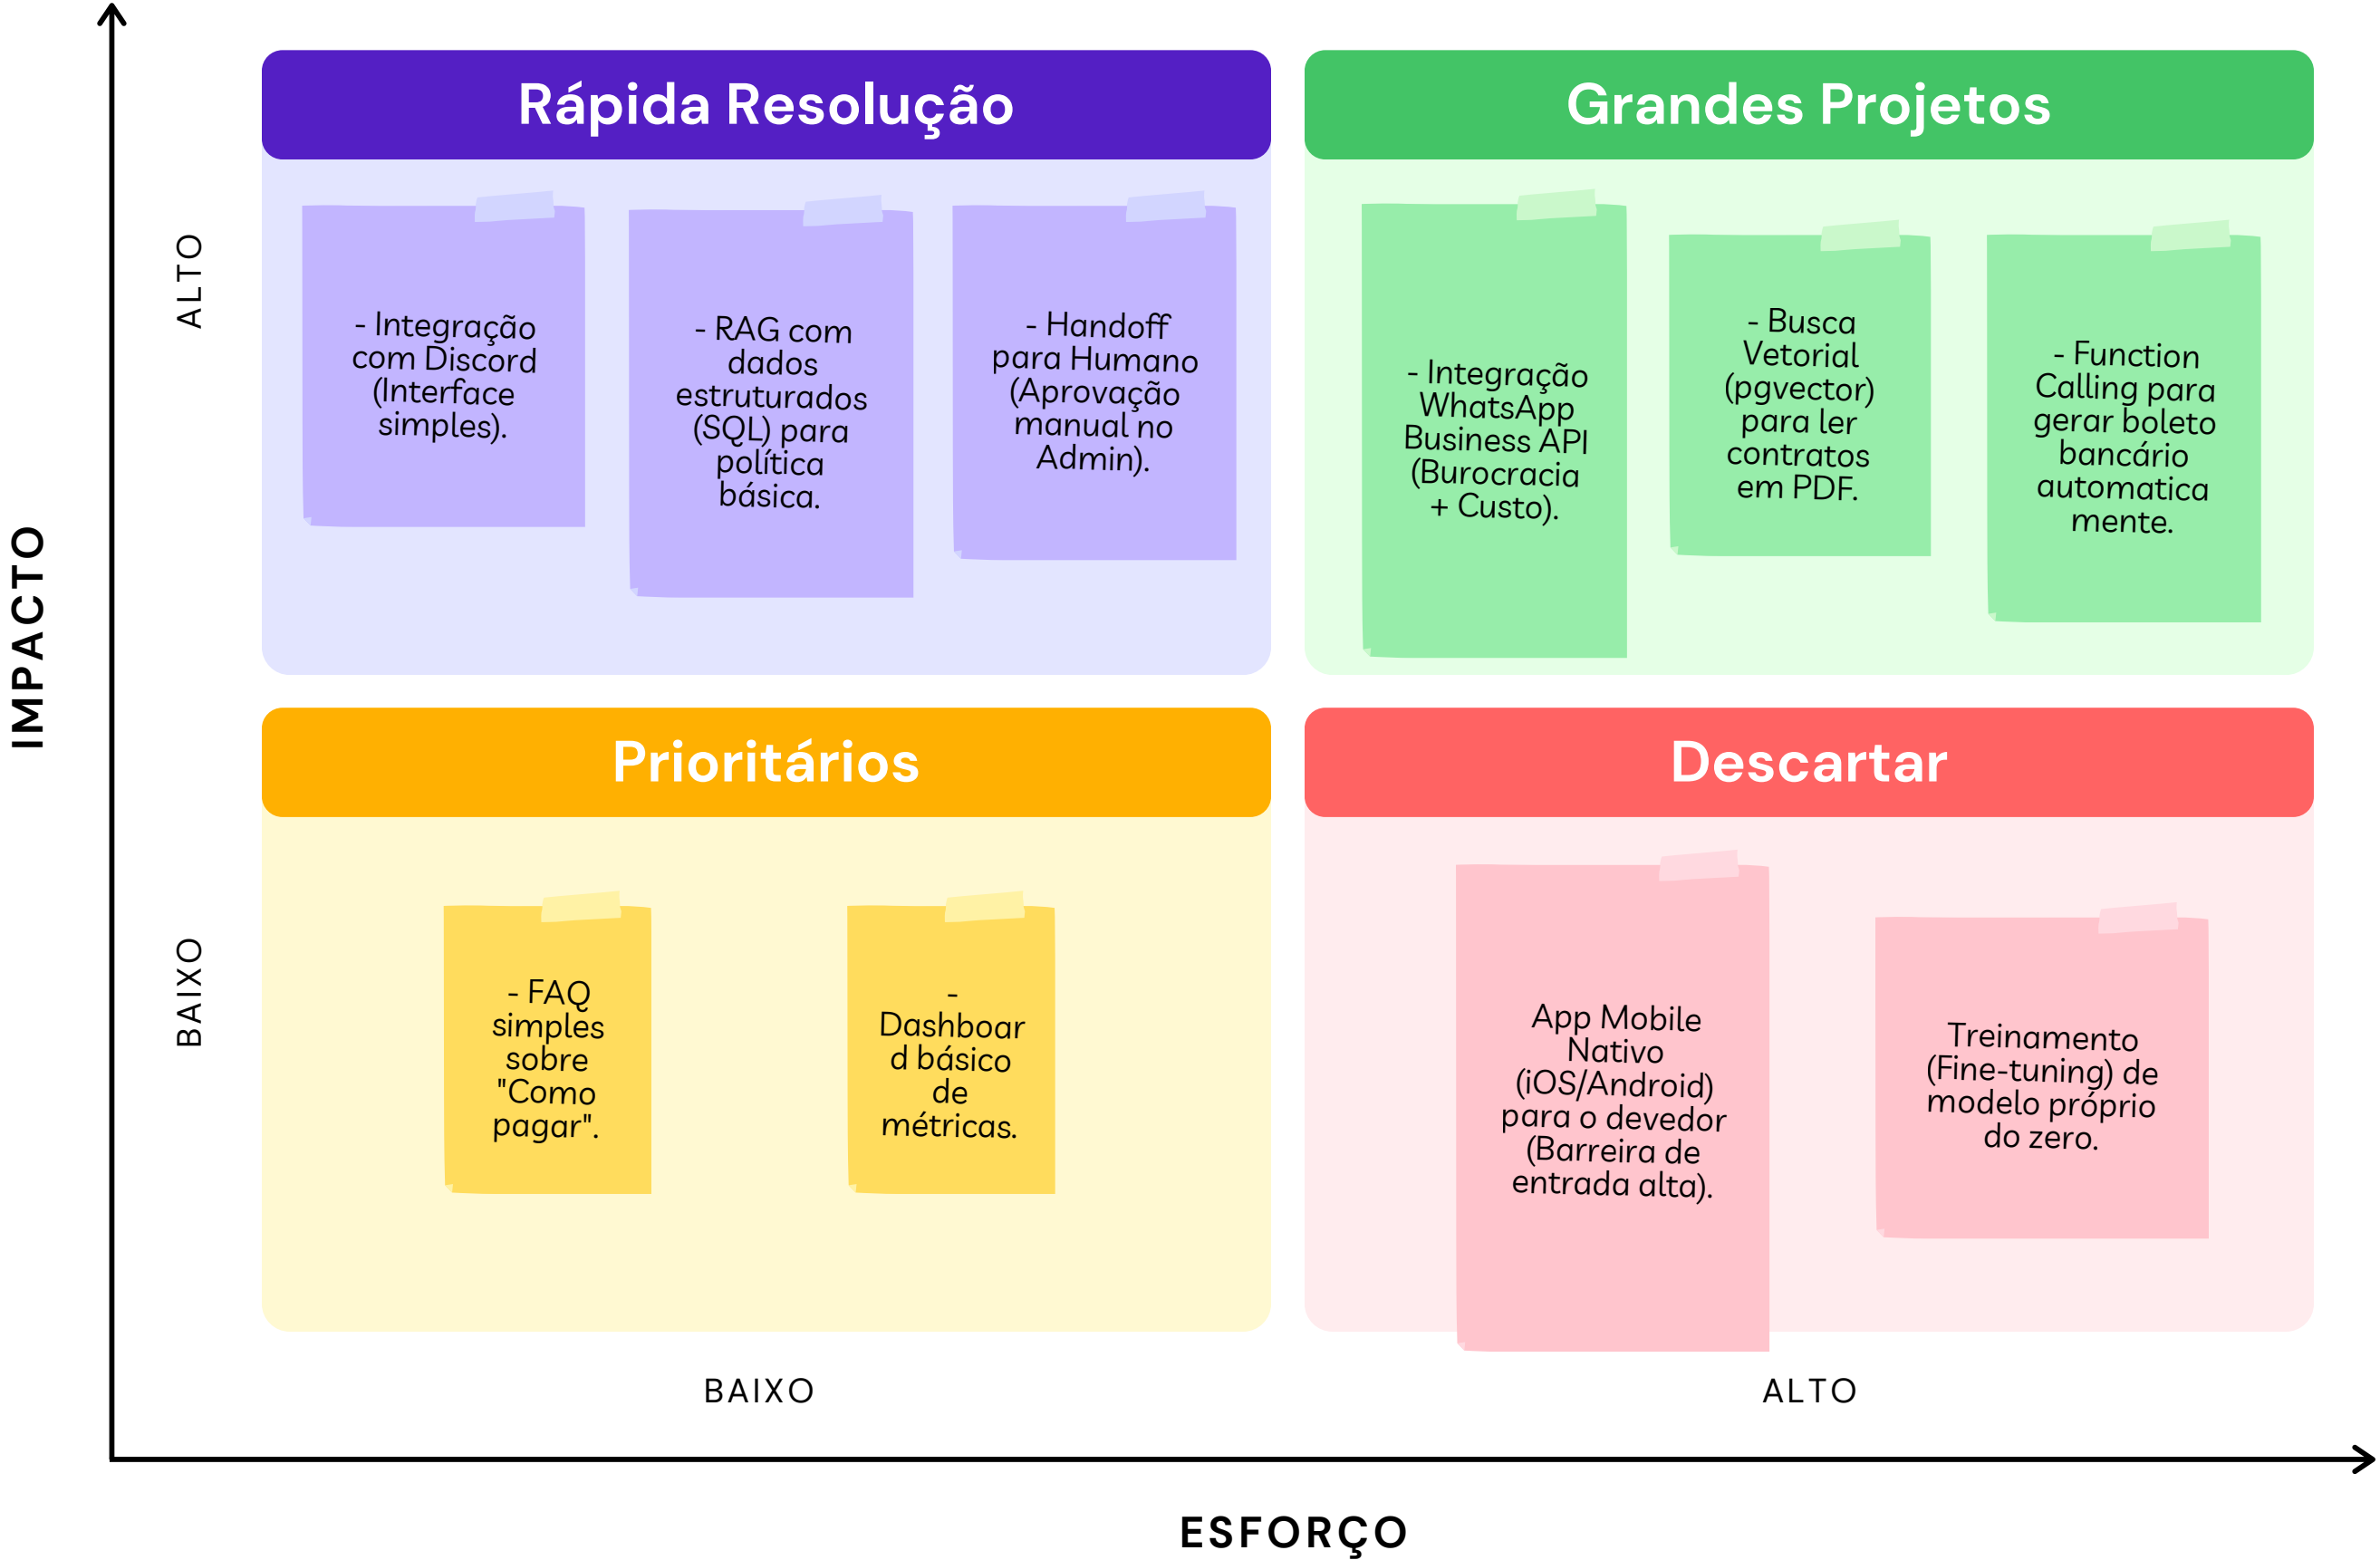 Rápida Resolução
Grandes Projetos
ALTO
- Integração
com Discord
(Interface
simples).
- RAG com
dados
estruturados
(SQL) para
política
básica.
- Handoff
para Humano
(Aprovação
manual no
Admin).
- Integração
WhatsApp
Business API
(Burocracia
+ Custo).
- Busca
Vetorial
(pgvector)
para ler
contratos
em PDF.
- Function
Calling para
gerar boleto
bancário
automatica
mente.
IMPACTO
Prioritários
Descartar
BAIXO
- FAQ
simples
sobre
"Como
pagar".
-
Dashboar
d básico
de
métricas.
App Mobile
Nativo
(iOS/Android)
para o devedor
(Barreira de
entrada alta).
Treinamento
(Fine-tuning) de
modelo próprio
do zero.
BAIXO
ALTO
ESFORÇO